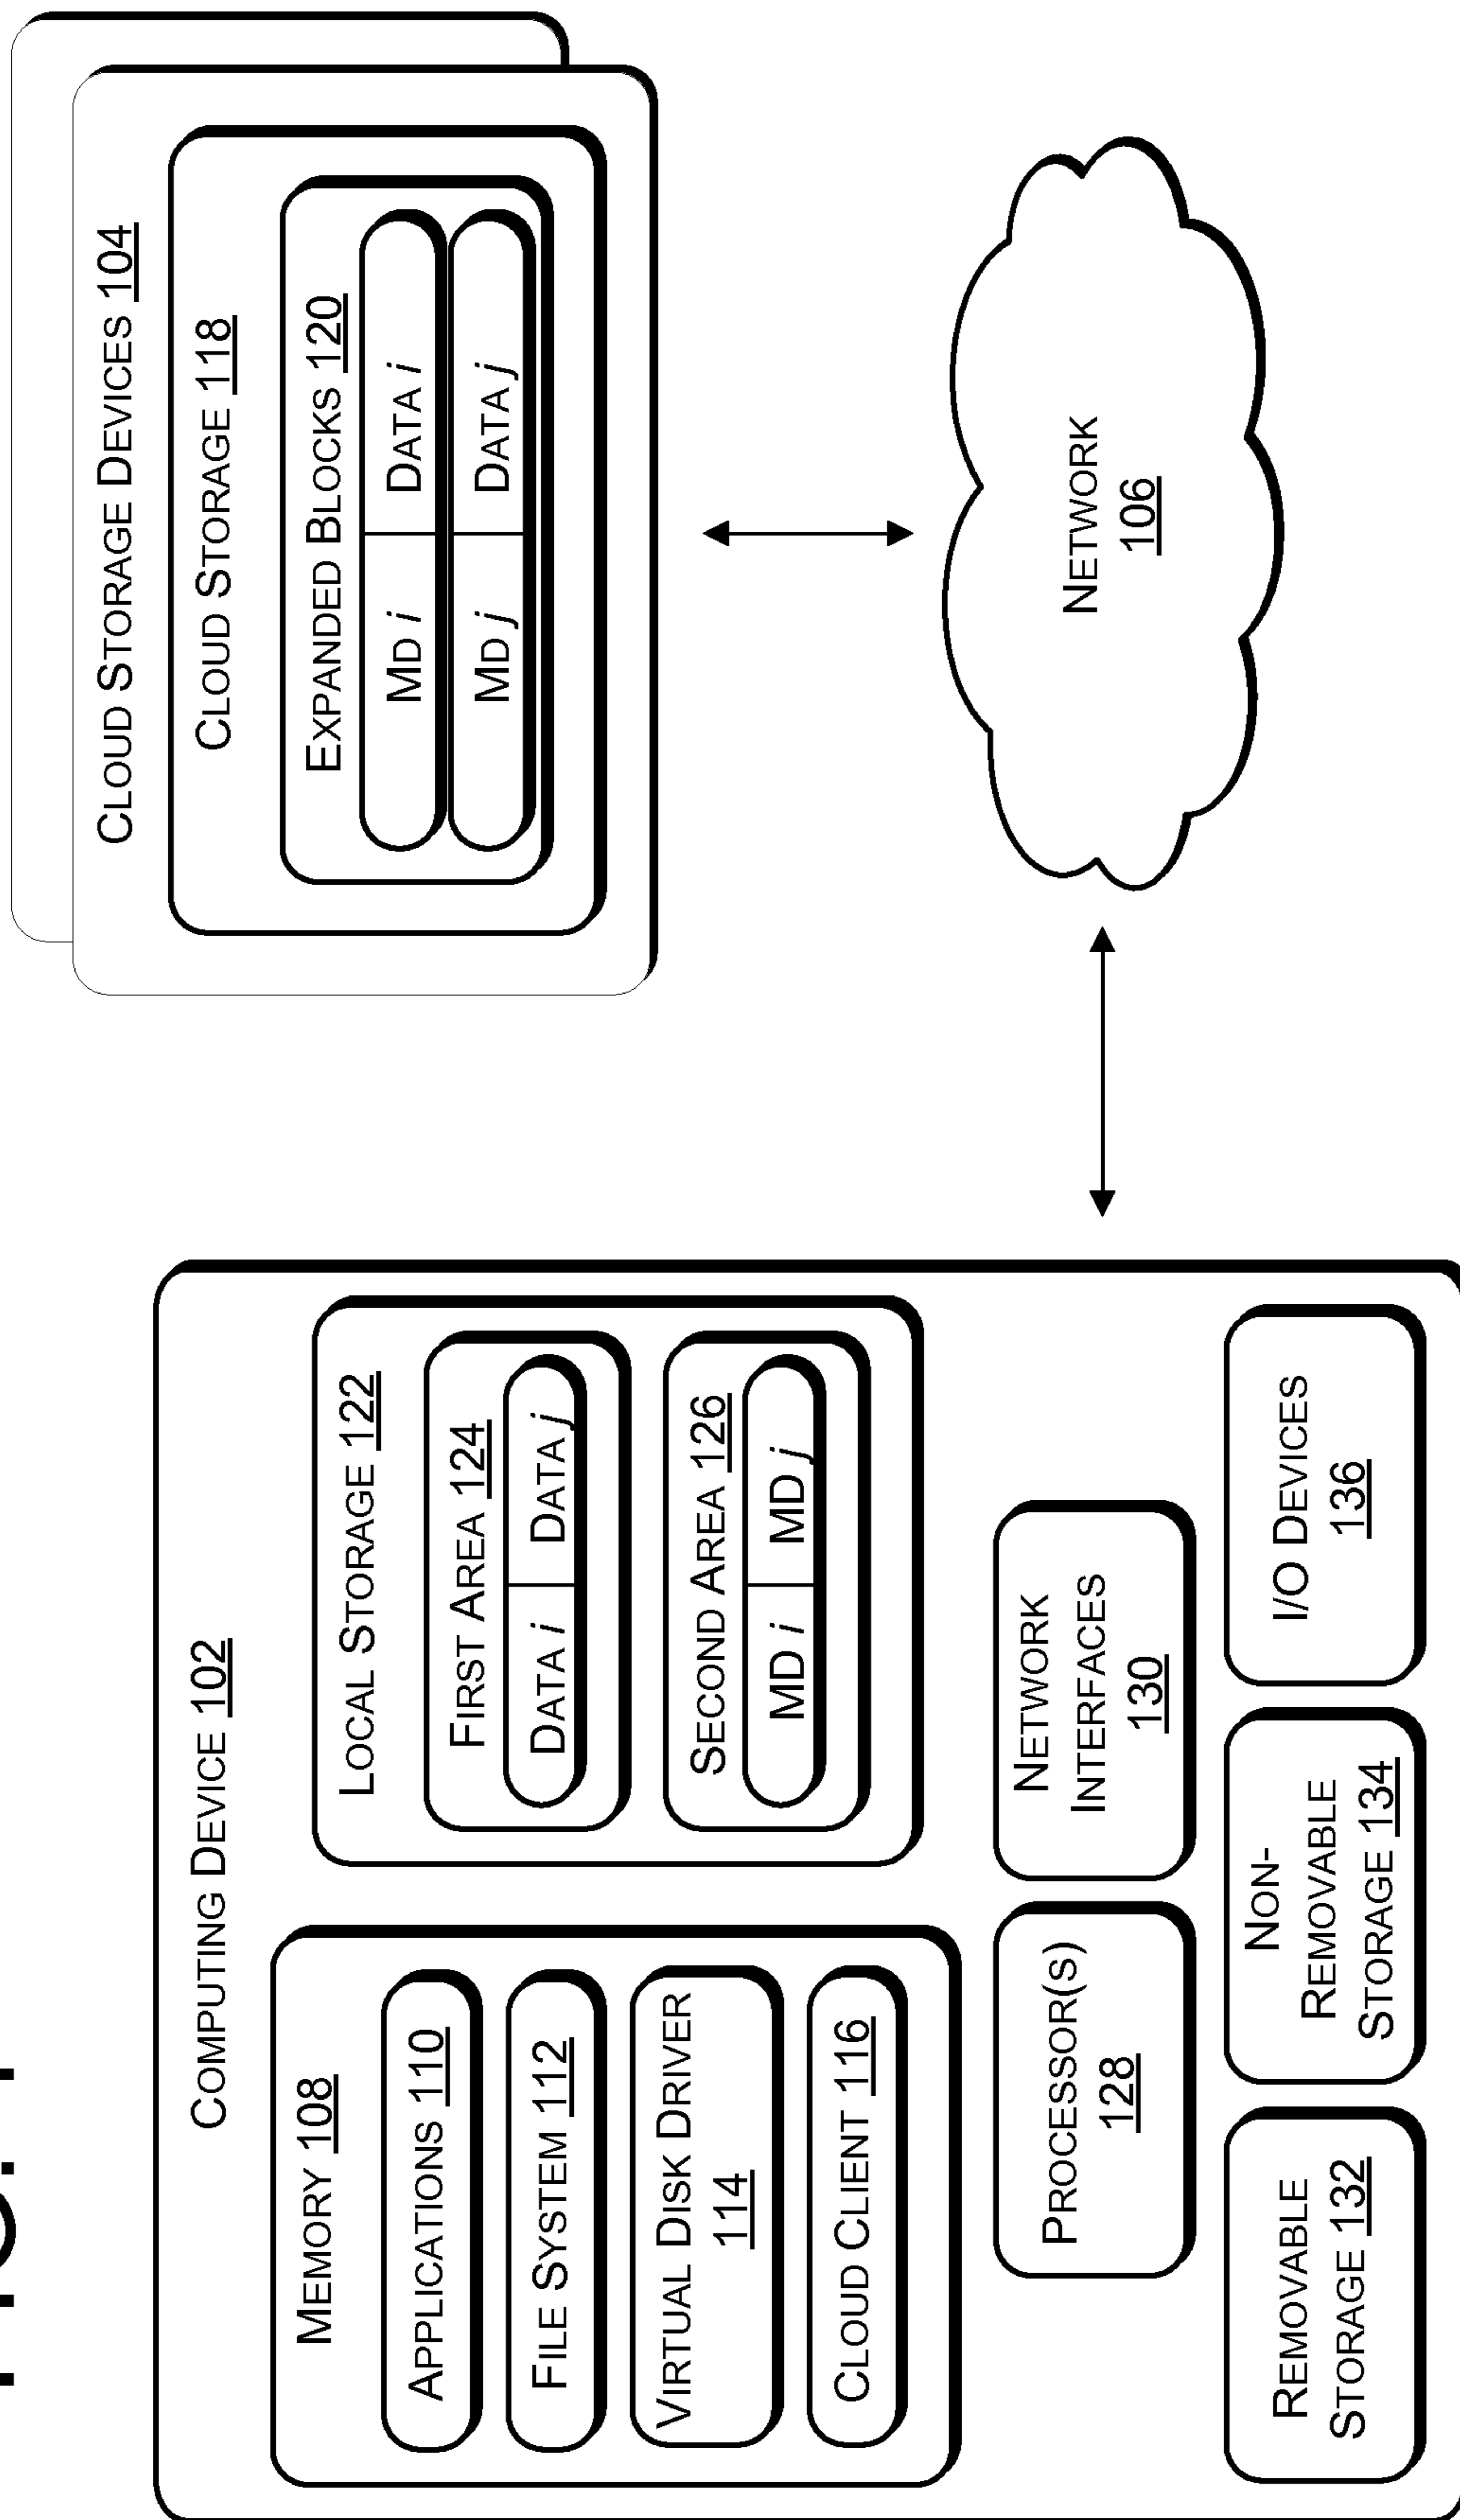 COMPUTING DEVICE 102
MEMORY 108
APPLICATIONS 110
FILE SYSTEM 112
VIRTUAL DISK DRIVER
114
CLOUD CLIENT 116
LOCAL STORAGE 122
FIRST AREA 124
DATA i DATA j
SECOND AREA 126
MD i MD j
PROCESSOR(S)
128
NETWORK
INTERFACES
130
REMOVABLE
STORAGE 132
NON-
REMOVABLE
STORAGE 134
I/O DEVICES
136
CLOUD STORAGE DEVICES 104
CLOUD STORAGE 118
EXPANDED BLOCKS 120
MD i DATA i
MD j DATA j
NETWORK
106